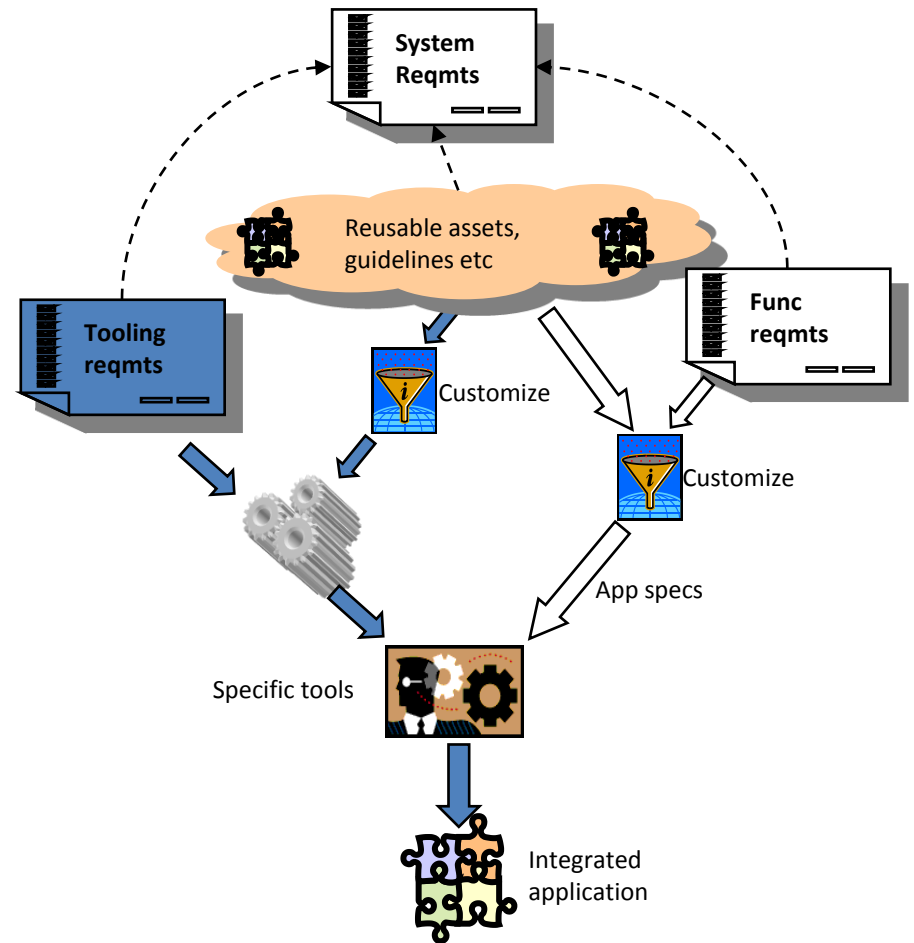 System
Reqmts
Reusable assets,
guidelines etc
Tooling
reqmts
Func
reqmts
i
Customize
i
Customize
App specs
Specific tools
Integrated
application